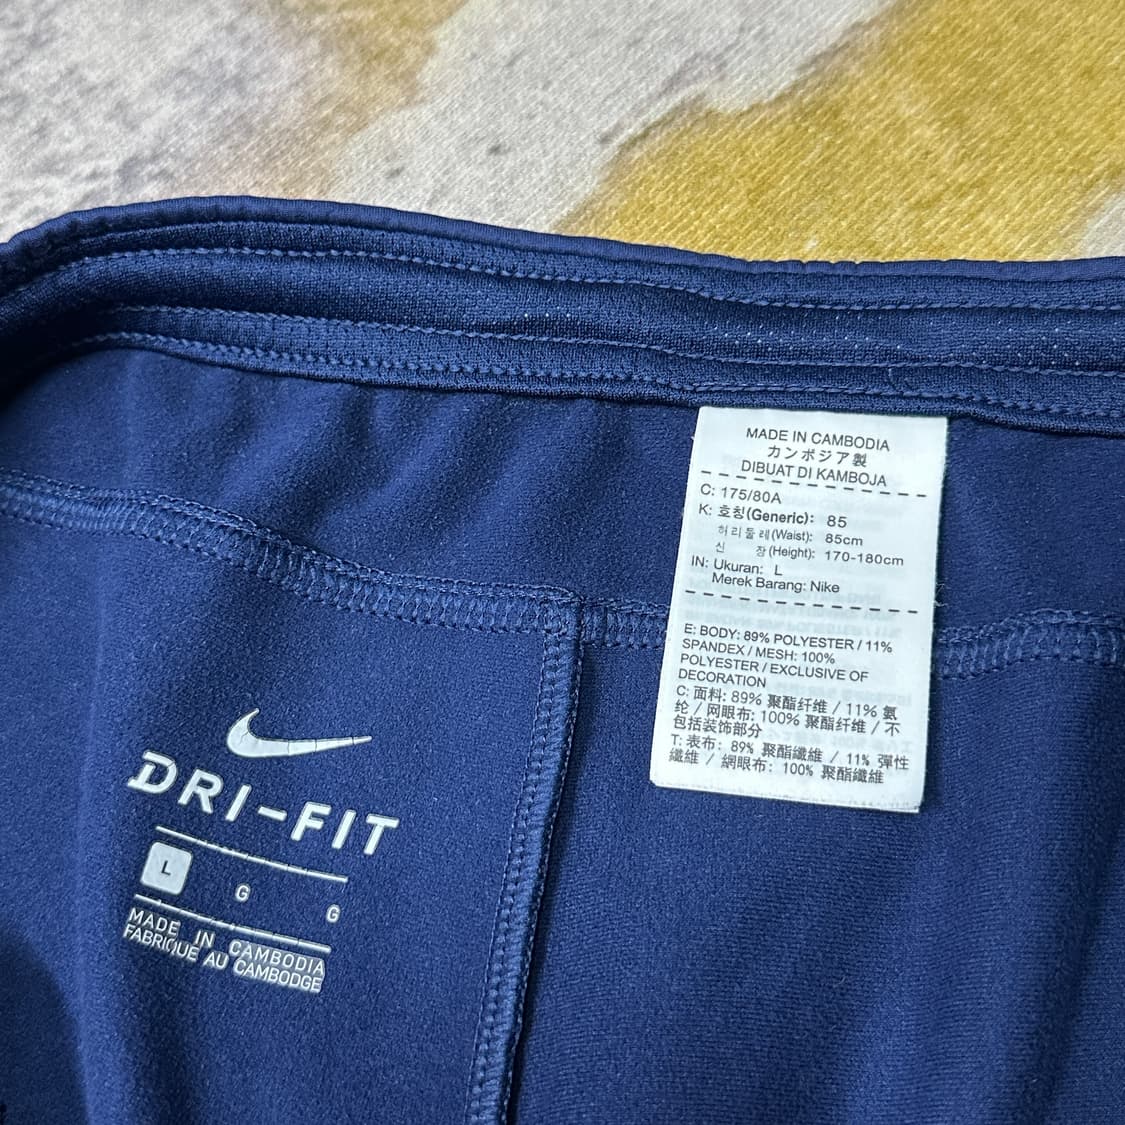 MADE IN CAMBODIA
カンボジア製
DIBUAT DI KAMBOJA
C: 175/80A
K: 호칭(Generic): 85
허리둘레(Waist): 85cm
신 장(Height): 170-180cm
IN: Ukuran: L
Merek Barang: Nike
E: BODY: 89% POLYESTER / 11%
SPANDEX / MESH: 100%
POLYESTER / EXCLUSIVE OF
DECORATION
C: 面料: 89% 聚酯纤维 / 11% 氨
纶 / 网眼布: 100% 聚酯纤维 / 不
包括装饰部分
T: 表布: 89% 聚酯纖維 / 11% 彈性
纖維 / 網眼布: 100% 聚酯纖維
DRI-FIT
L G G
MADE IN CAMBODIA
FABRIQUE AU CAMBODGE